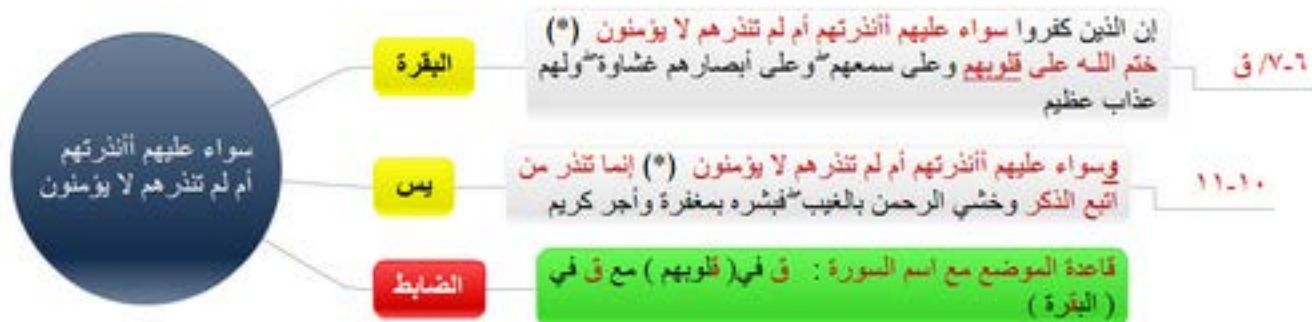 سواء عليهم أأنذرتهم
أم لم تنذرهم لا يؤمنون
البقرة
إن الذين كفروا سواء عليهم أأنذرتهم أم لم تنذرهم لا يؤمنون (*)
ختم اللـه على قلوبهم وعلى سمعهم ۖ وعلى أبصارهم غشاوة ۖ ولهم
عذاب عظيم
٦-٧/ ق
يس
وسواء عليهم أأنذرتهم أم لم تنذرهم لا يؤمنون (*) إنما تنذر من
اتبع الذكر وخشي الرحمن بالغيب ۖ فبشره بمغفرة وأجر كريم
١٠-١١
الضابط
قاعدة الموضع مع اسم السورة : ق في( قلوبهم ) مع ق في
( البقرة )